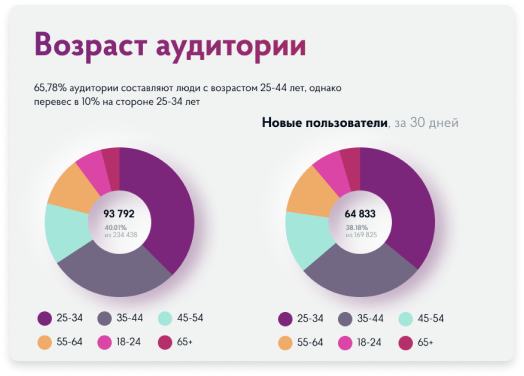 Возраст аудитории
65,78% аудитории составляют люди с возрастом 25-44 лет, однако
перевес в 10% на стороне 25-34 лет
Новые пользователи, за 30 дней
93 792
40.01%
из 234 438
64 833
38.18%
из 169 825
25-34 35-44 45-54
55-64 18-24 65+
25-34 35-44 45-54
55-64 18-24 65+